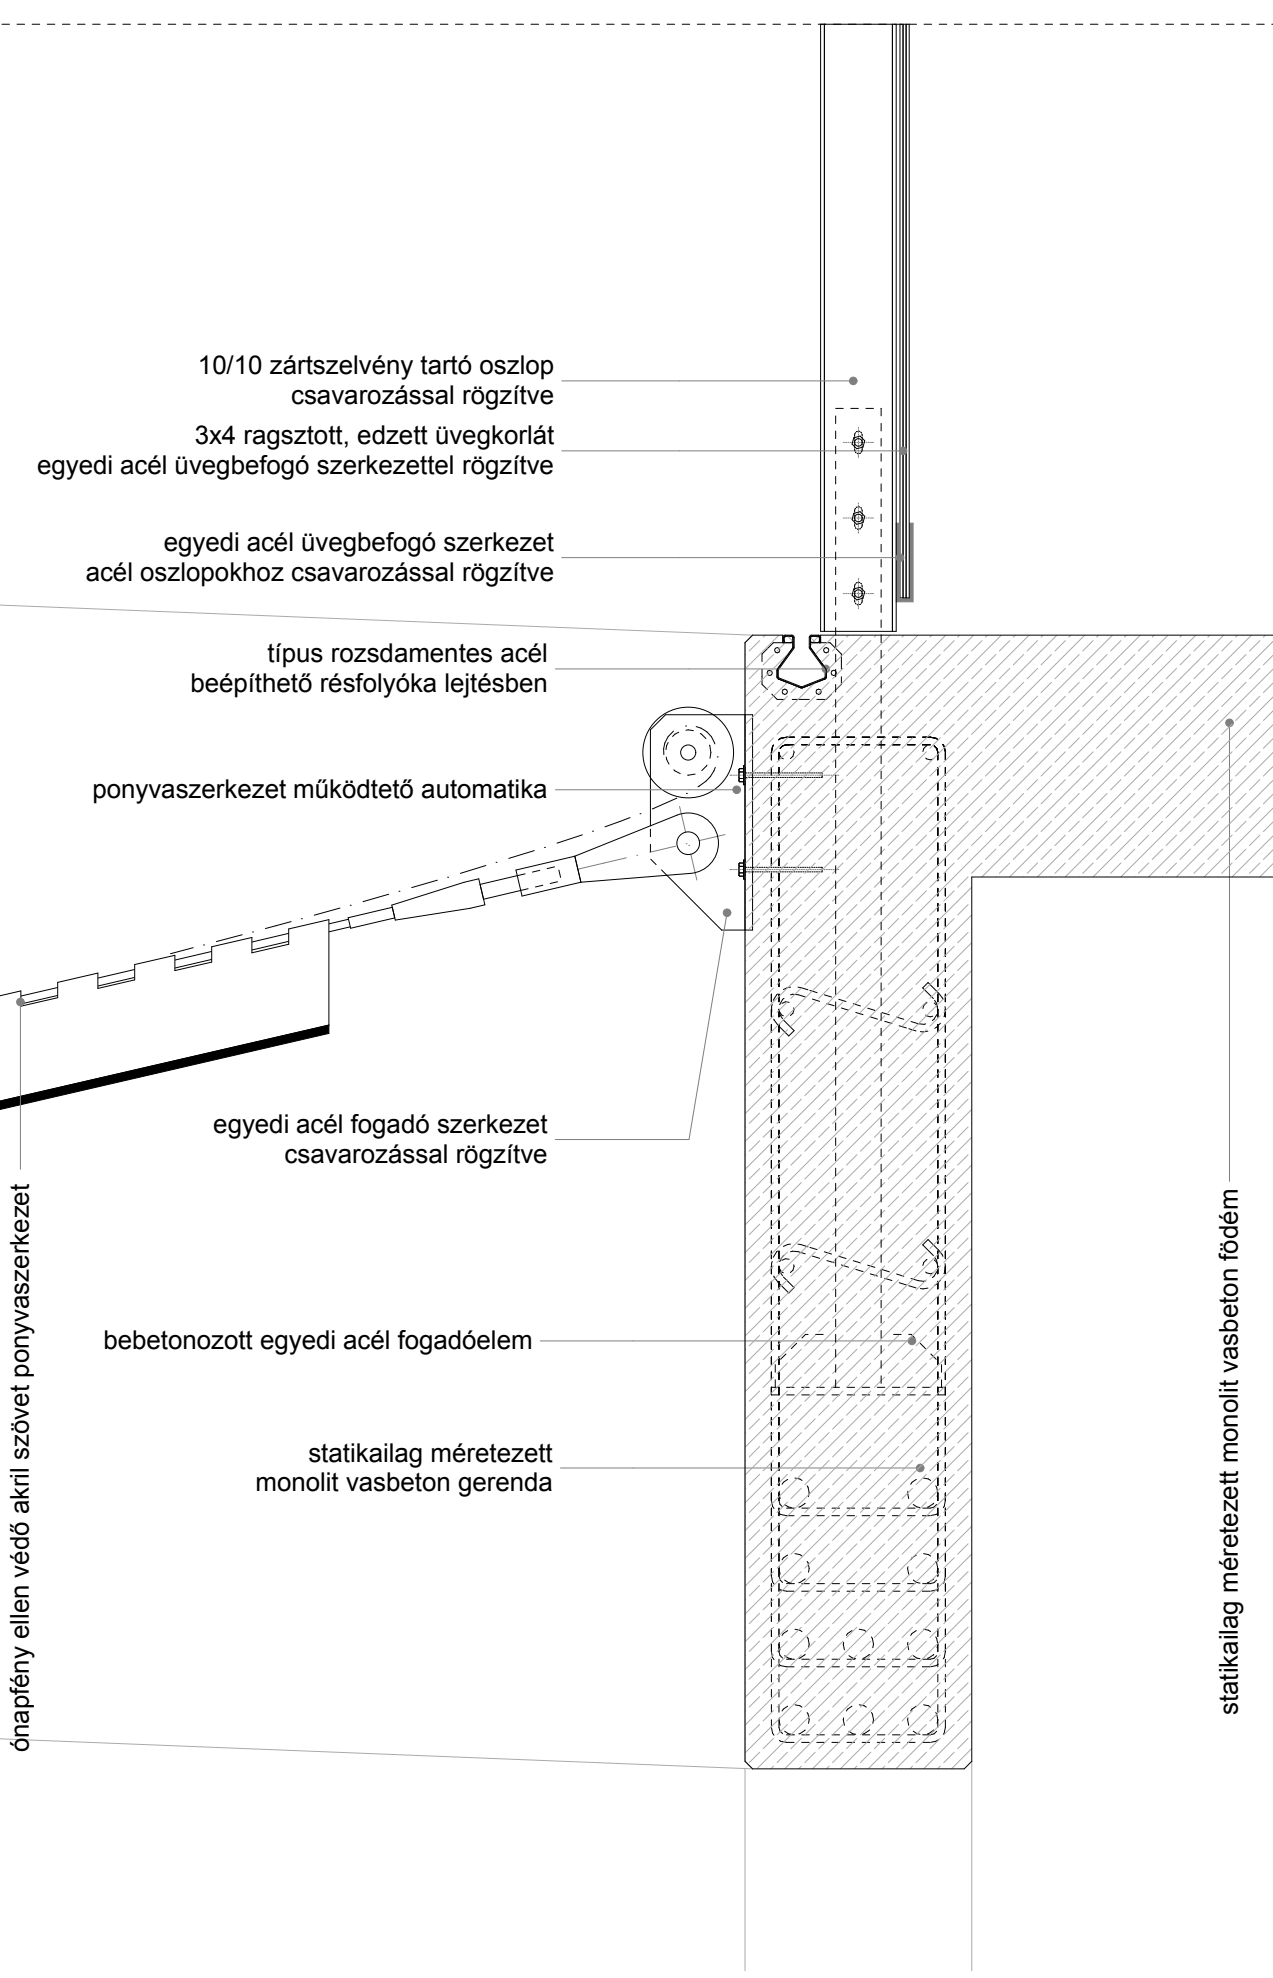 10/10 zártszelvény tartó oszlop
csavarozással rögzítve
3x4 ragsztott, edzett üvegkorlát
egyedi acél üvegbefogó szerkezettel rögzítve
egyedi acél üvegbefogó szerkezet
acél oszlopokhoz csavarozással rögzítve
típus rozsdamentes acél
beépíthető résfolyóka lejtésben
ponyvaszerkezet működtető automatika
egyedi acél fogadó szerkezet
csavarozással rögzítve
bebetonozott egyedi acél fogadóelem
statikailag méretezett
monolit vasbeton gerenda
ónapfény ellen védő akril szövet ponyvaszerkezet
statikailag méretezett monolit vasbeton födém